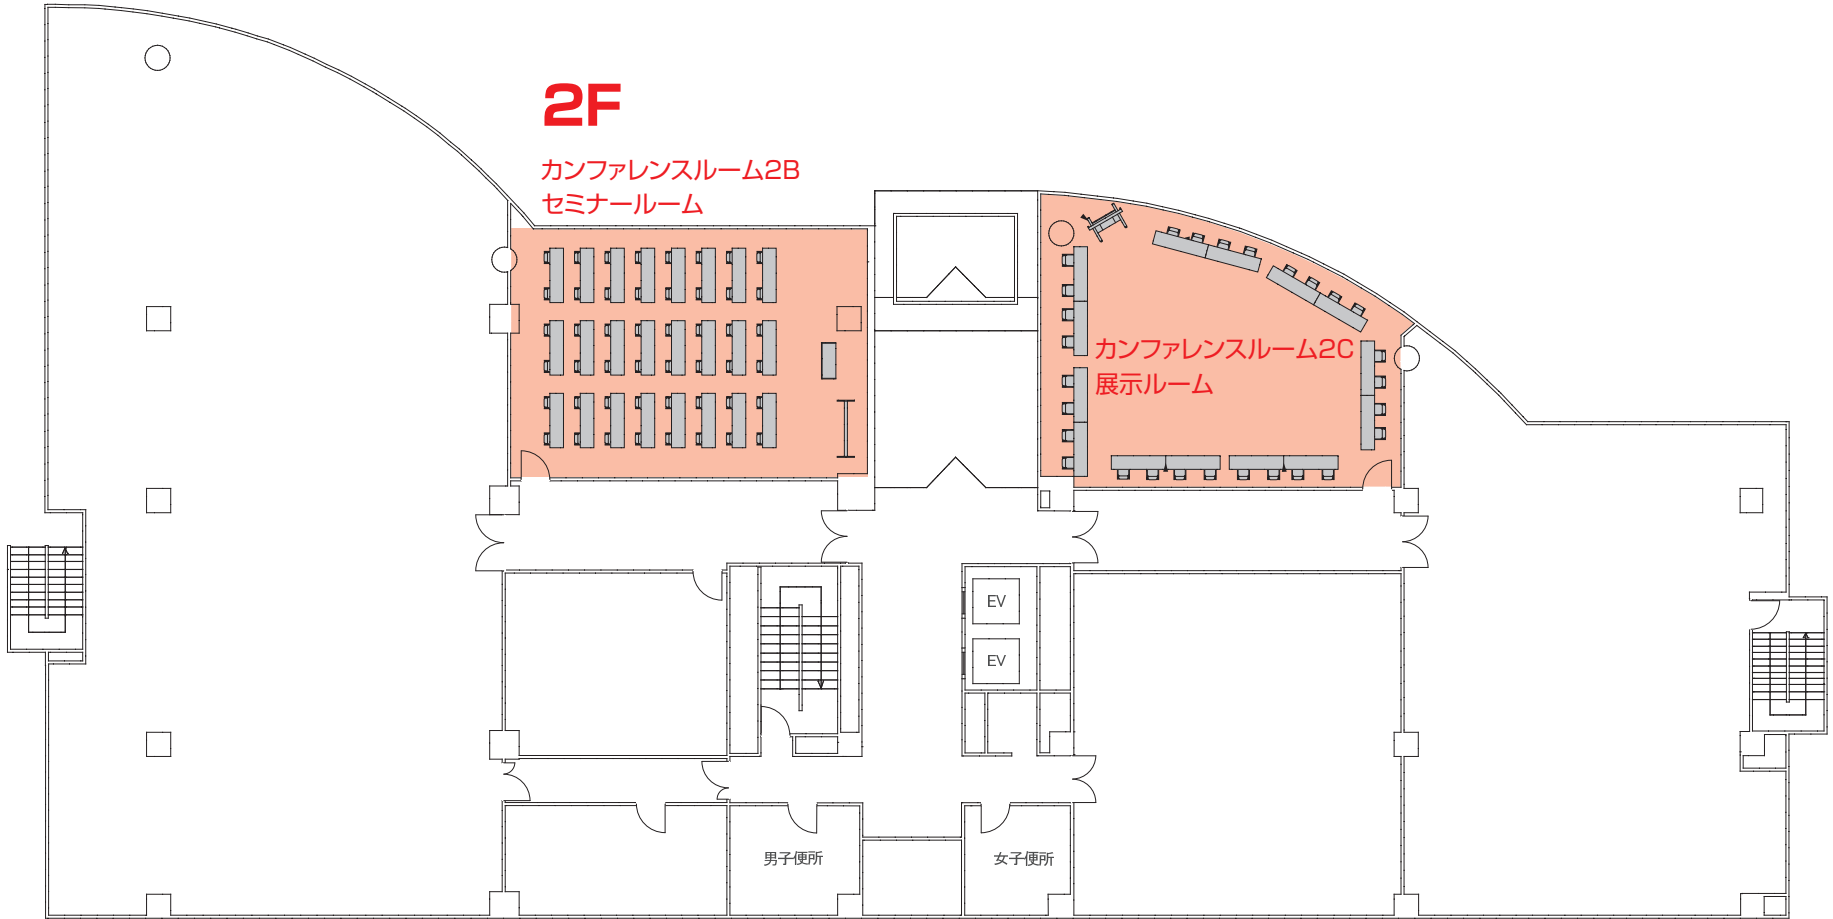 2F
カンファレンスルーム2B
セミナールーム
カンファレンスルーム2C
展示ルーム
EV
EV
男子便所
女子便所